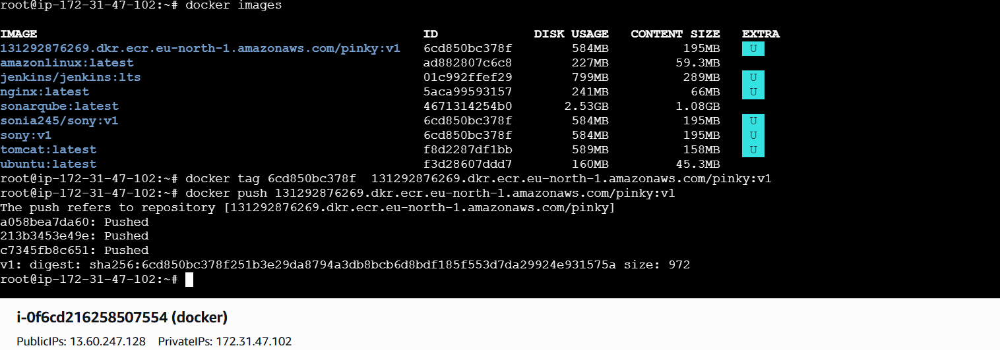 root@ip-172-31-47-102:~# docker images
IMAGE ID DISK USAGE CONTENT SIZE EXTRA
131292876269.dkr.ecr.eu-north-1.amazonaws.com/pinky:v1 6cd850bc378f 584MB 195MB U
amazonlinux:latest ad882807c6c8 227MB 59.3MB
jenkins/jenkins:lts 01c992ffef29 799MB 289MB U
nginx:latest 5aca99593157 241MB 66MB U
sonarqube:latest 4671314254b0 2.53GB 1.08GB
sonia245/sony:v1 6cd850bc378f 584MB 195MB U
sony:v1 6cd850bc378f 584MB 195MB U
tomcat:latest f8d2287df1bb 589MB 158MB U
ubuntu:latest f3d28607ddd7 160MB 45.3MB
root@ip-172-31-47-102:~# docker tag 6cd850bc378f  131292876269.dkr.ecr.eu-north-1.amazonaws.com/pinky:v1
root@ip-172-31-47-102:~# docker push 131292876269.dkr.ecr.eu-north-1.amazonaws.com/pinky:v1
The push refers to repository [131292876269.dkr.ecr.eu-north-1.amazonaws.com/pinky]
a058bea7da60: Pushed
213b3453e49e: Pushed
c7345fb8c651: Pushed
v1: digest: sha256:6cd850bc378f251b3e29da8794a3db8bcb6d8bdf185f553d7da29924e931575a size: 972
root@ip-172-31-47-102:~#
i-0f6cd216258507554 (docker)
PublicIPs: 13.60.247.128 PrivateIPs: 172.31.47.102